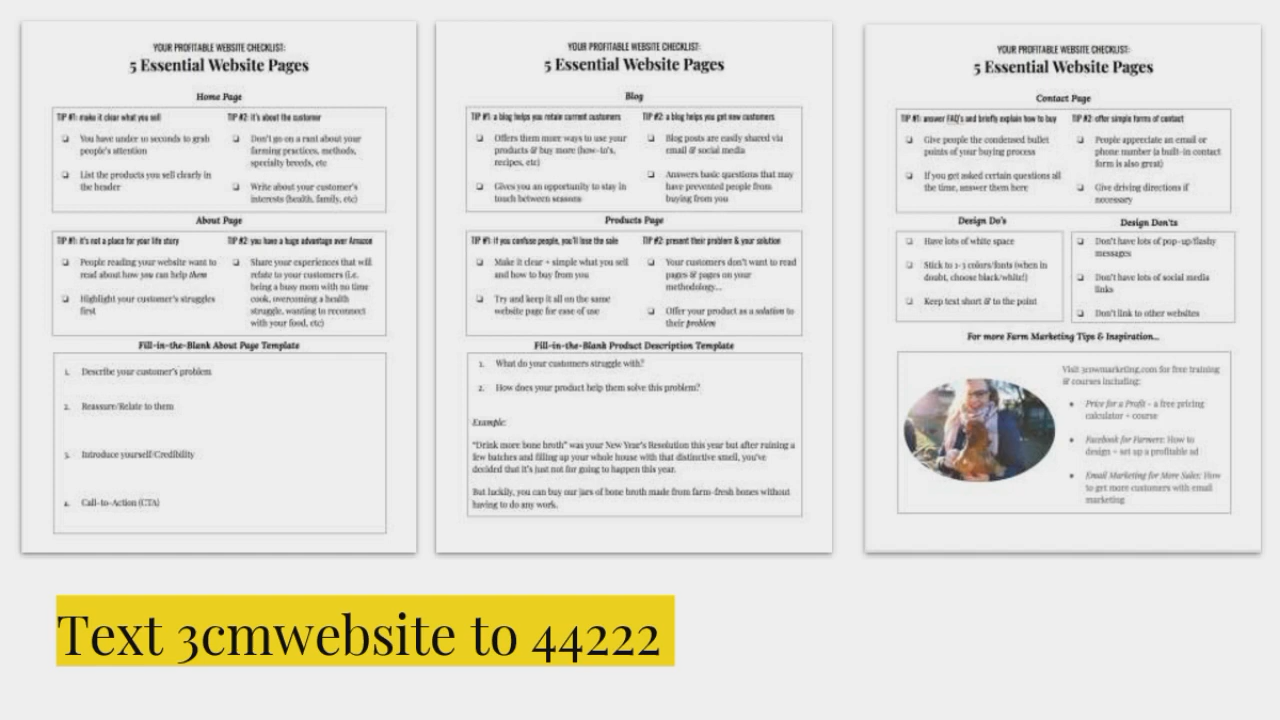 YOUR PROFITABLE WEBSITE CHECKLIST:
5 Essential Website Pages
Home Page
TIP #1: make it clear what you sell
❏ You have under 10 seconds to grab
people's attention
❏ List the products you sell clearly in
the header
TIP #2: it's about the customer
❏ Don't go on a rant about your
farming practices, methods,
specialty breeds, etc
❏ Write about your customer's
interests (health, family, etc)
About Page
TIP #1: it's not a place for your life story
❏ People reading your website want to
read about how you can help them
❏ Highlight your customer's struggles
first
TIP #2: you have a huge advantage over Amazon
❏ Share your experiences that will
relate to your customers (i.e.
being a busy mom with no time
cook, overcoming a health
struggle, wanting to reconnect
with your food, etc)
Fill-in-the-Blank About Page Template
1. Describe your customer's problem
2. Reassure/Relate to them
3. Introduce yourself/Credibility
4. Call-to-Action (CTA)
YOUR PROFITABLE WEBSITE CHECKLIST:
5 Essential Website Pages
Blog
TIP #1: a blog helps you retain current customers
❏ Offers them more ways to use your
products & buy more (how-to's,
recipes, etc)
❏ Gives you an opportunity to stay in
touch between seasons
TIP #2: a blog helps you get new customers
❏ Blog posts are easily shared via
email & social media
❏ Answers basic questions that may
have prevented people from
buying from you
Products Page
TIP #1: if you confuse people, you'll lose the sale
❏ Make it clear + simple what you sell
and how to buy from you
❏ Try and keep it all on the same
website page for ease of use
TIP #2: present their problem & your solution
❏ Your customers don't want to read
pages & pages on your
methodology...
❏ Offer your product as a solution to
their problem
Fill-in-the-Blank Product Description Template
1. What do your customers struggle with?
2. How does your product help them solve this problem?
Example:
"Drink more bone broth" was your New Year's Resolution this year but after ruining a
few batches and filling up your whole house with that distinctive smell, you've
decided that it's just not for going to happen this year.
But luckily, you can buy our jars of bone broth made from farm-fresh bones without
having to do any work.
YOUR PROFITABLE WEBSITE CHECKLIST:
5 Essential Website Pages
Contact Page
TIP #1: answer FAQ's and briefly explain how to buy
❏ Give people the condensed bullet
points of your buying process
❏ If you get asked certain questions all
the time, answer them here
TIP #2: offer simple forms of contact
❏ People appreciate an email or
phone number (a built-in contact
form is also great)
❏ Give driving directions if
necessary
Design Do's
❏ Have lots of white space
❏ Stick to 1-3 colors/fonts (when in
doubt, choose black/white!)
❏ Keep text short & to the point
Design Don'ts
❏ Don't have lots of pop-up/flashy
messages
❏ Don't have lots of social media
links
❏ Don't link to other websites
For more Farm Marketing Tips & Inspiration...
Visit 3cowmarketing.com for free training
& courses including:
● Price for a Profit - a free pricing
calculator + course
● Facebook for Farmers: How to
design + set up a profitable ad
● Email Marketing for More Sales: How
to get more customers with email
marketing
Text 3cmwebsite to 44222